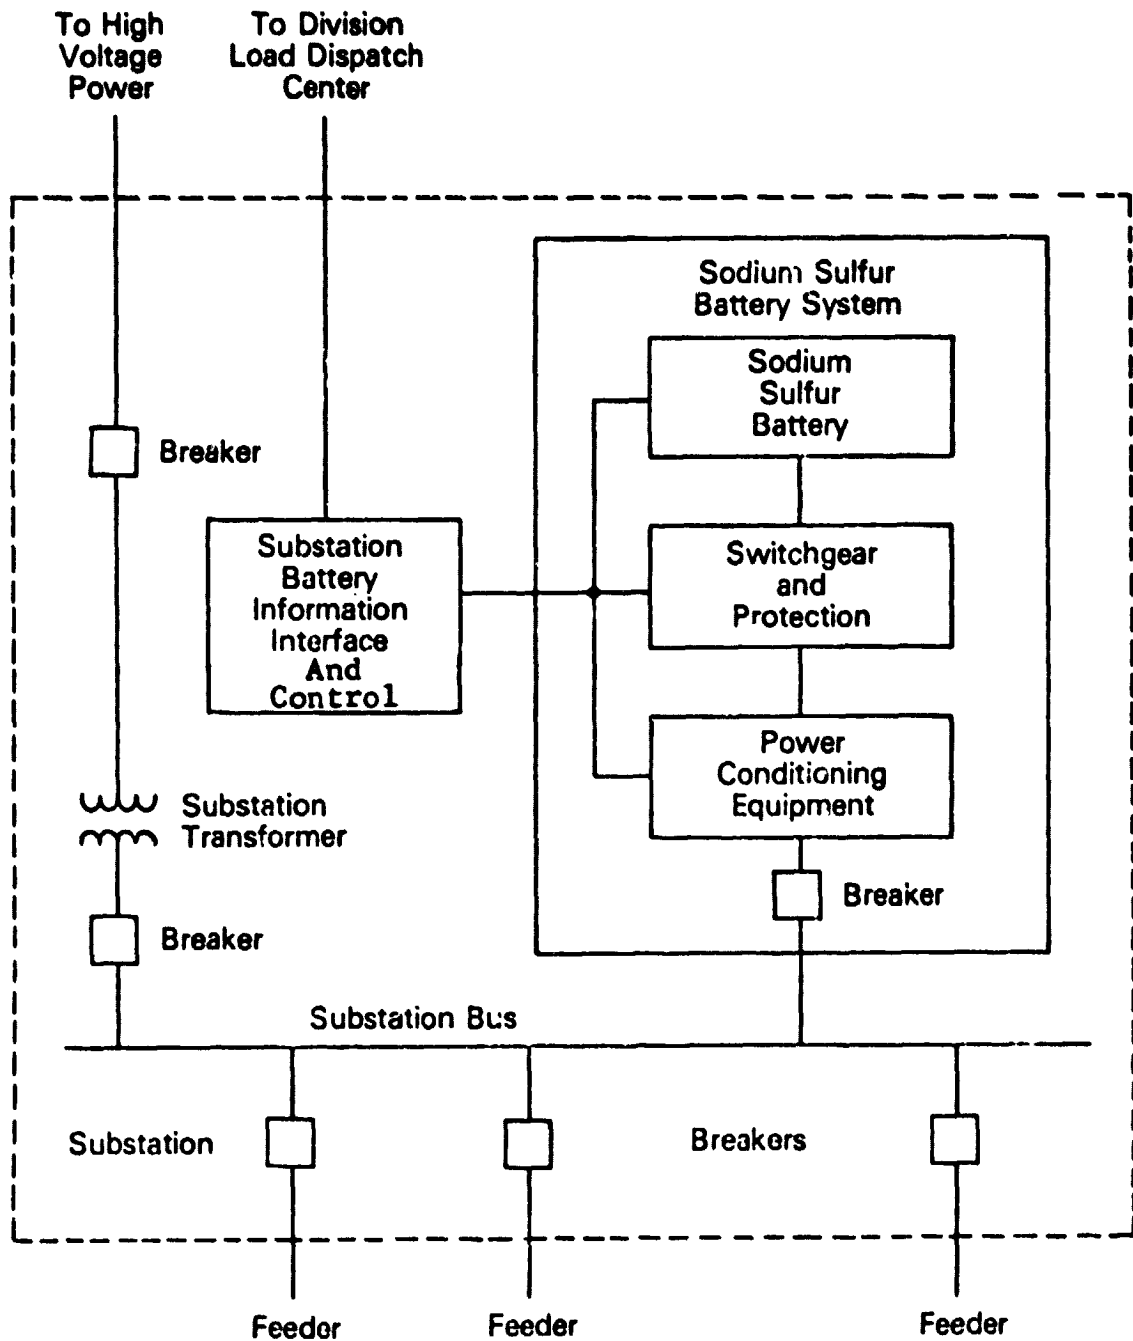 To High
Voltage
Power
To Division
Load Dispatch
Center
Sodium Sulfur
Battery System
Sodium
Sulfur
Battery
Breaker
Substation
Battery
Information
Interface
And
Control
Switchgear
and
Protection
Power
Conditioning
Equipment
Substation
Transformer
Breaker
Breaker
Substation Bus
Substation
Breakers
Feeder
Feeder
Feeder